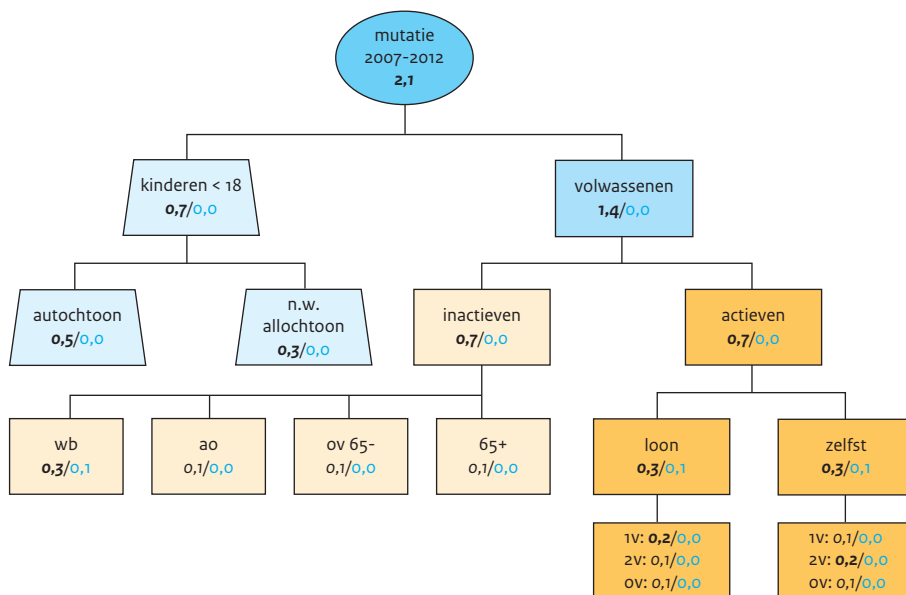 mutatie
2007-2012
2,1
kinderen < 18
0,7/0,0
volwassenen
1,4/0,0
autochtoon
0,5/0,0
n.w.
allochtoon
0,3/0,0
inactieven
0,7/0,0
actieven
0,7/0,0
wb
0,3/0,1
ao
0,1/0,0
ov 65-
0,1/0,0
65+
0,1/0,0
loon
0,3/0,1
zelfst
0,3/0,1
1v: 0,2/0,0
2v: 0,1/0,0
ov: 0,1/0,0
1v: 0,1/0,0
2v: 0,2/0,0
ov: 0,1/0,0